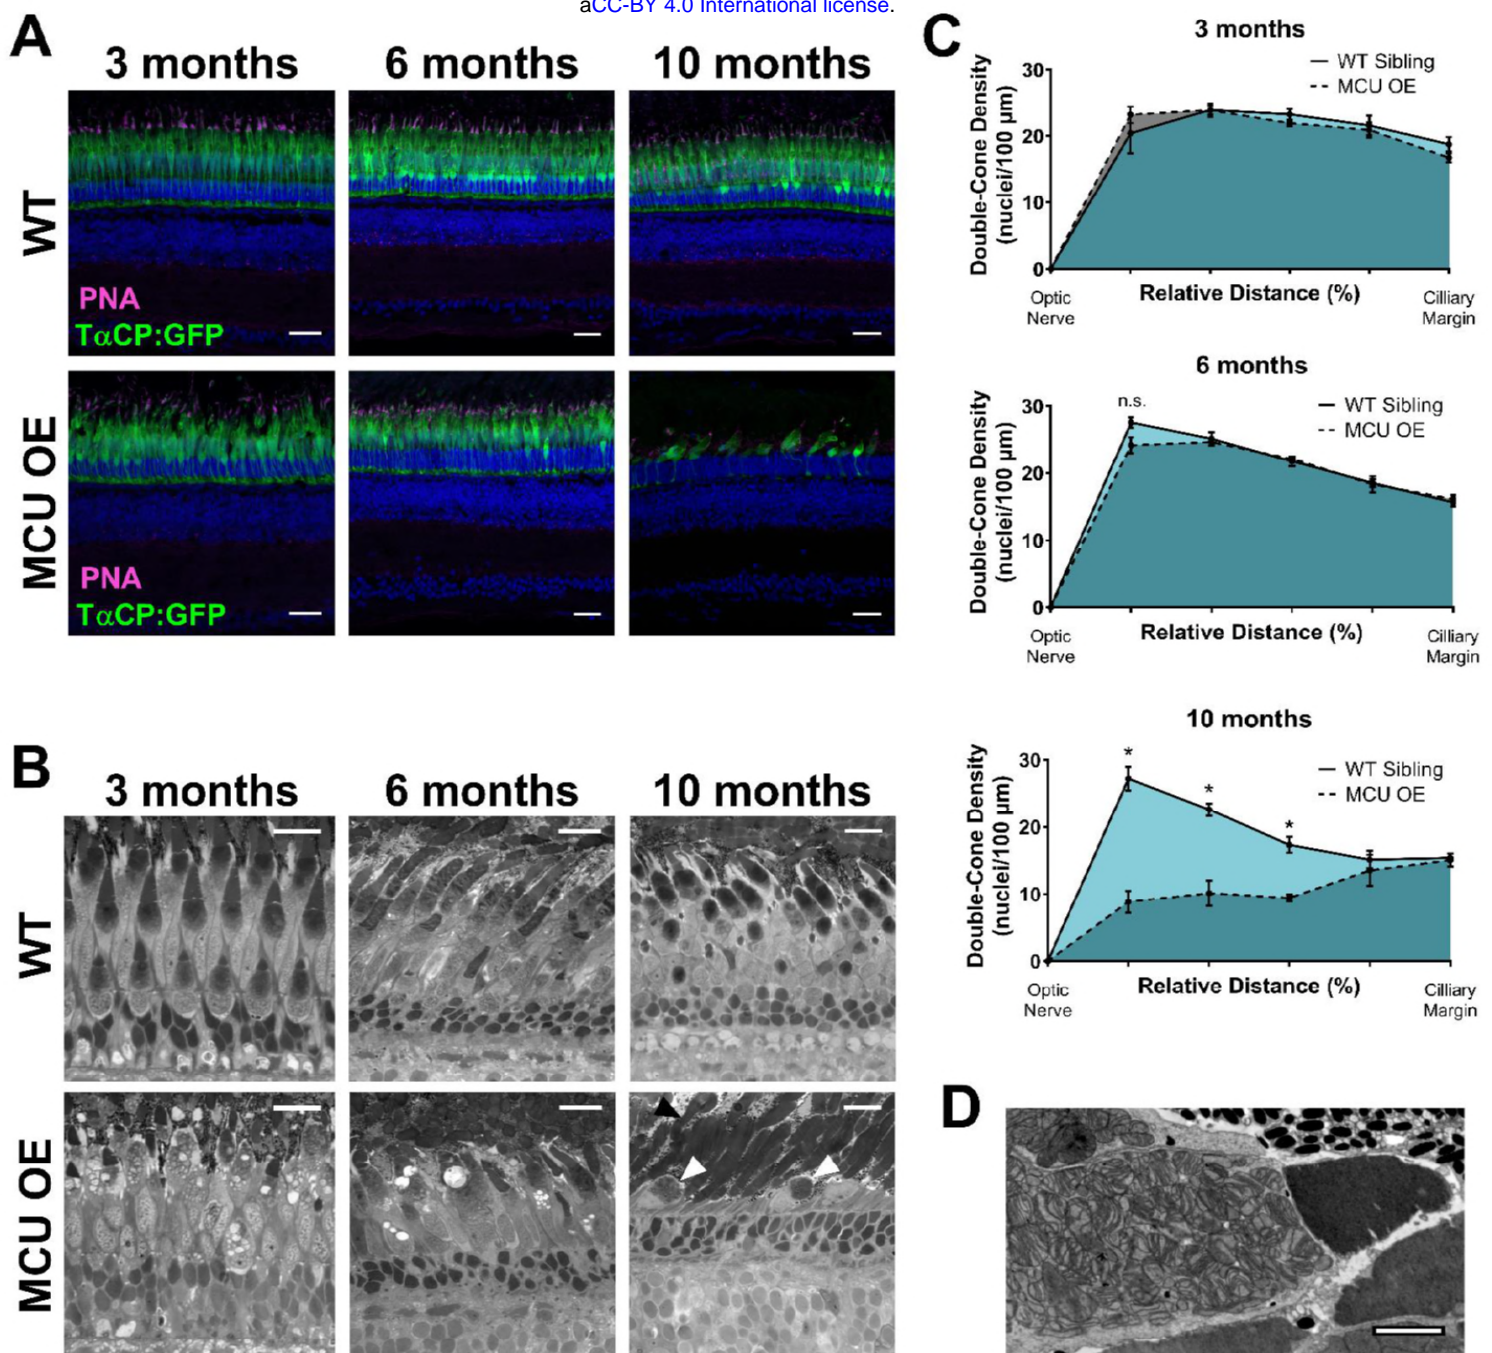 aCC-BY 4.0 International license.
A
3 months
6 months
10 months
WT
PNA
TαCP:GFP
MCU OE
PNA
TαCP:GFP
B
3 months
6 months
10 months
WT
MCU OE
C
3 months
WT Sibling
MCU OE
Double-Cone Density
(nuclei/100 µm)
30
20
10
0
Optic
Nerve
Relative Distance (%)
Cilliary
Margin
6 months
n.s.
WT Sibling
MCU OE
Double-Cone Density
(nuclei/100 µm)
30
20
10
0
Optic
Nerve
Relative Distance (%)
Cilliary
Margin
10 months
* * *
WT Sibling
MCU OE
Double-Cone Density
(nuclei/100 µm)
30
20
10
0
Optic
Nerve
Relative Distance (%)
Cilliary
Margin
D